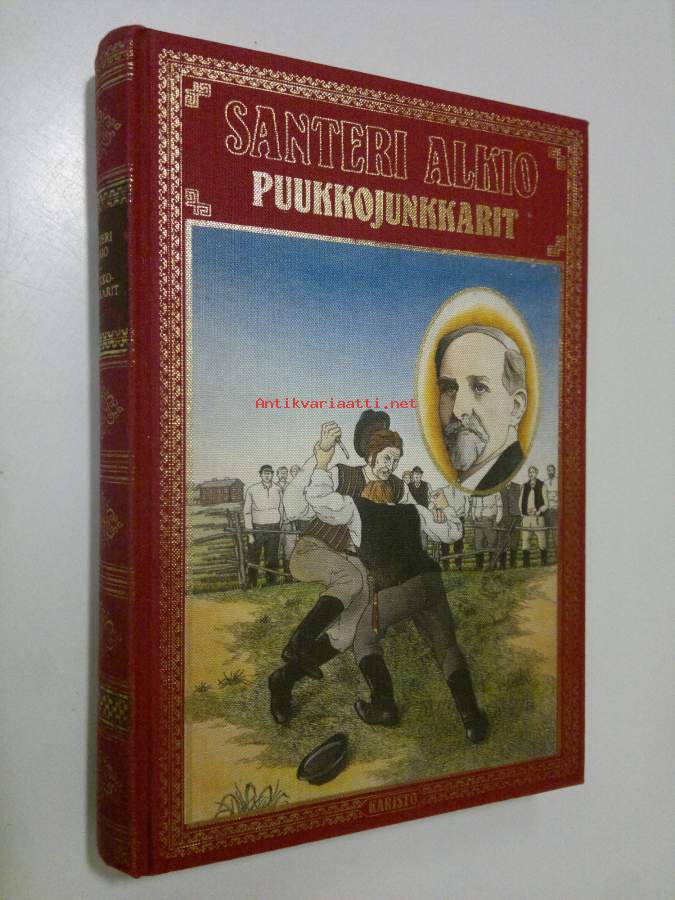 SANTERI ALKIO
PUUKKOJUNKKARIT
Antikvariaatti.net
KARISTO